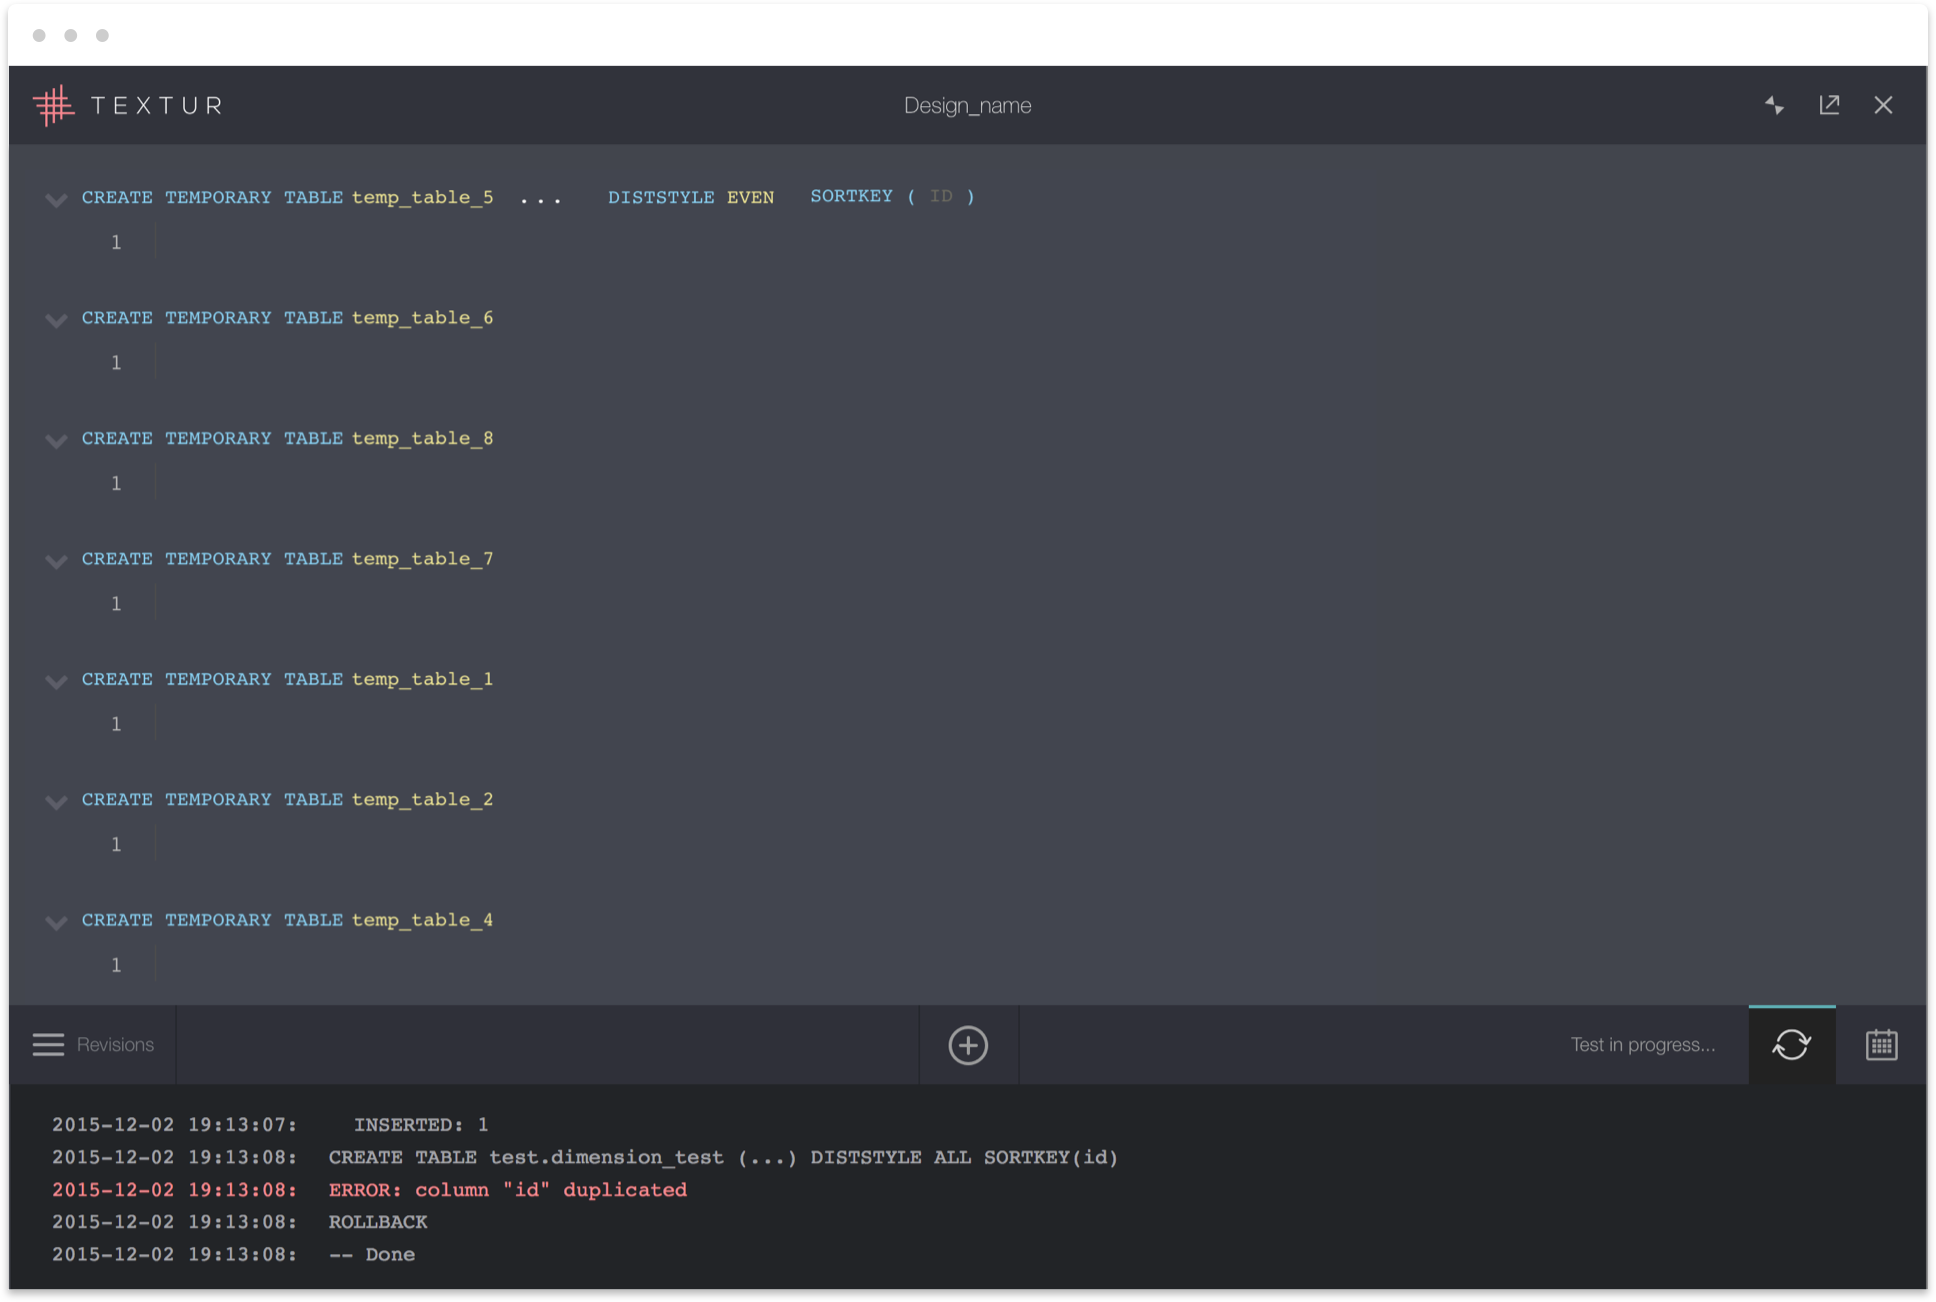 TEXTUR
Design_name
CREATE TEMPORARY TABLE temp_table_5 ... DISTSTYLE EVEN SORTKEY ( ID )
1
CREATE TEMPORARY TABLE temp_table_6
1
CREATE TEMPORARY TABLE temp_table_8
1
CREATE TEMPORARY TABLE temp_table_7
1
CREATE TEMPORARY TABLE temp_table_1
1
CREATE TEMPORARY TABLE temp_table_2
1
CREATE TEMPORARY TABLE temp_table_4
1
Revisions
Test in progress...
2015-12-02 19:13:07: INSERTED: 1
2015-12-02 19:13:08: CREATE TABLE test.dimension_test (...) DISTSTYLE ALL SORTKEY(id)
2015-12-02 19:13:08: ERROR: column "id" duplicated
2015-12-02 19:13:08: ROLLBACK
2015-12-02 19:13:08: -- Done